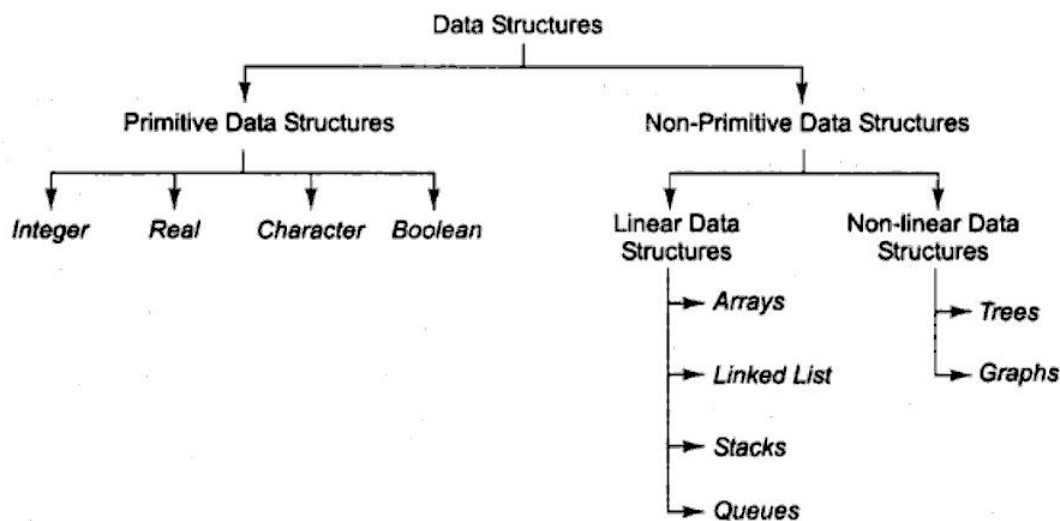 Data Structures
Primitive Data Structures
Non-Primitive Data Structures
Integer
Real
Character
Boolean
Linear Data
Structures
Non-linear Data
Structures
Arrays
Linked List
Stacks
Queues
Trees
Graphs